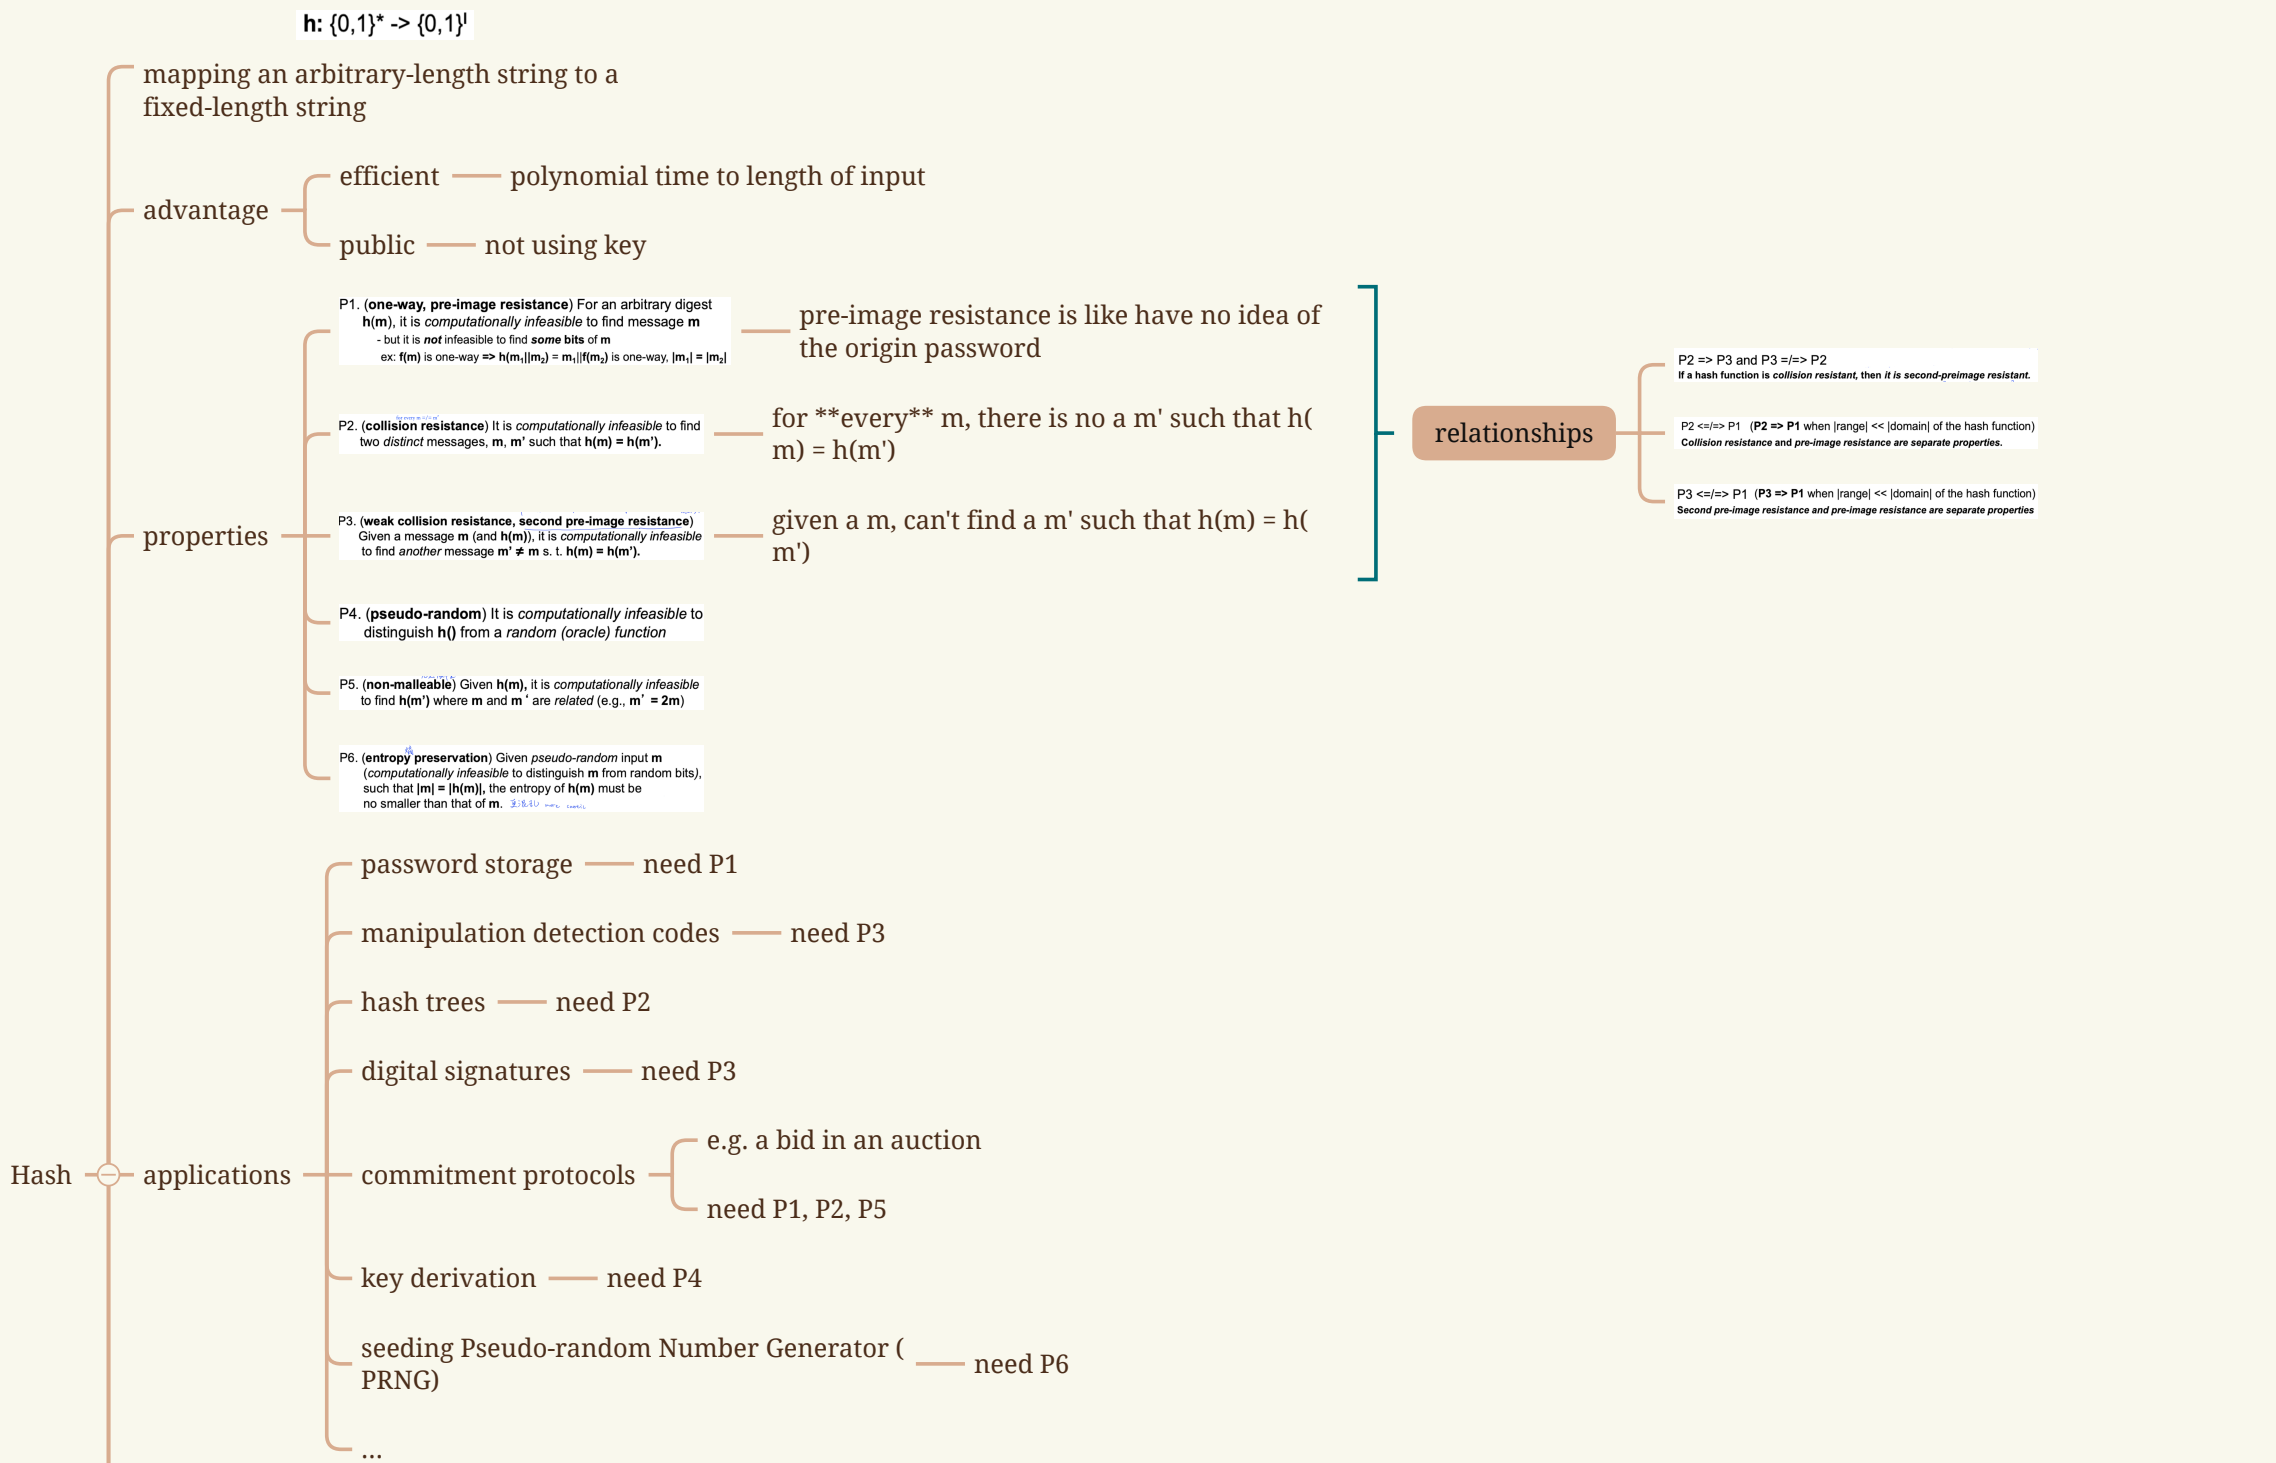 h: {0,1}* -> {0,1}ˡ
mapping an arbitrary-length string to a
fixed-length string
advantage
efficient
polynomial time to length of input
public
not using key
properties
P1. (one-way, pre-image resistance) For an arbitrary digest
h(m), it is computationally infeasible to find message m
- but it is not infeasible to find some bits of m
ex: f(m) is one-way => h(m₁||m₂) = m₁||f(m₂) is one-way, |m₁| = |m₂|
pre-image resistance is like have no idea of
the origin password
for every m =/= m'
P2. (collision resistance) It is computationally infeasible to find
two distinct messages, m, m' such that h(m) = h(m').
for **every** m, there is no a m' such that h(
m) = h(m')
P3. (weak collision resistance, second pre-image resistance)
Given a message m (and h(m)), it is computationally infeasible
to find another message m' ≠ m s. t. h(m) = h(m').
given a m, can't find a m' such that h(m) = h(
m')
P4. (pseudo-random) It is computationally infeasible to
distinguish h() from a random (oracle) function
P5. (non-malleable) Given h(m), it is computationally infeasible
to find h(m') where m and m ‘ are related (e.g., m’ = 2m)
P6. (entropy preservation) Given pseudo-random input m
(computationally infeasible to distinguish m from random bits),
such that |m| = |h(m)|, the entropy of h(m) must be
no smaller than that of m.
relationships
P2 => P3 and P3 =/=> P2
If a hash function is collision resistant, then it is second-preimage resistant.
P2 <=/=> P1 (P2 => P1 when |range| << |domain| of the hash function)
Collision resistance and pre-image resistance are separate properties.
P3 <=/=> P1 (P3 => P1 when |range| << |domain| of the hash function)
Second pre-image resistance and pre-image resistance are separate properties
Hash
applications
password storage
need P1
manipulation detection codes
need P3
hash trees
need P2
digital signatures
need P3
commitment protocols
e.g. a bid in an auction
need P1, P2, P5
key derivation
need P4
seeding Pseudo-random Number Generator (
PRNG)
need P6
...